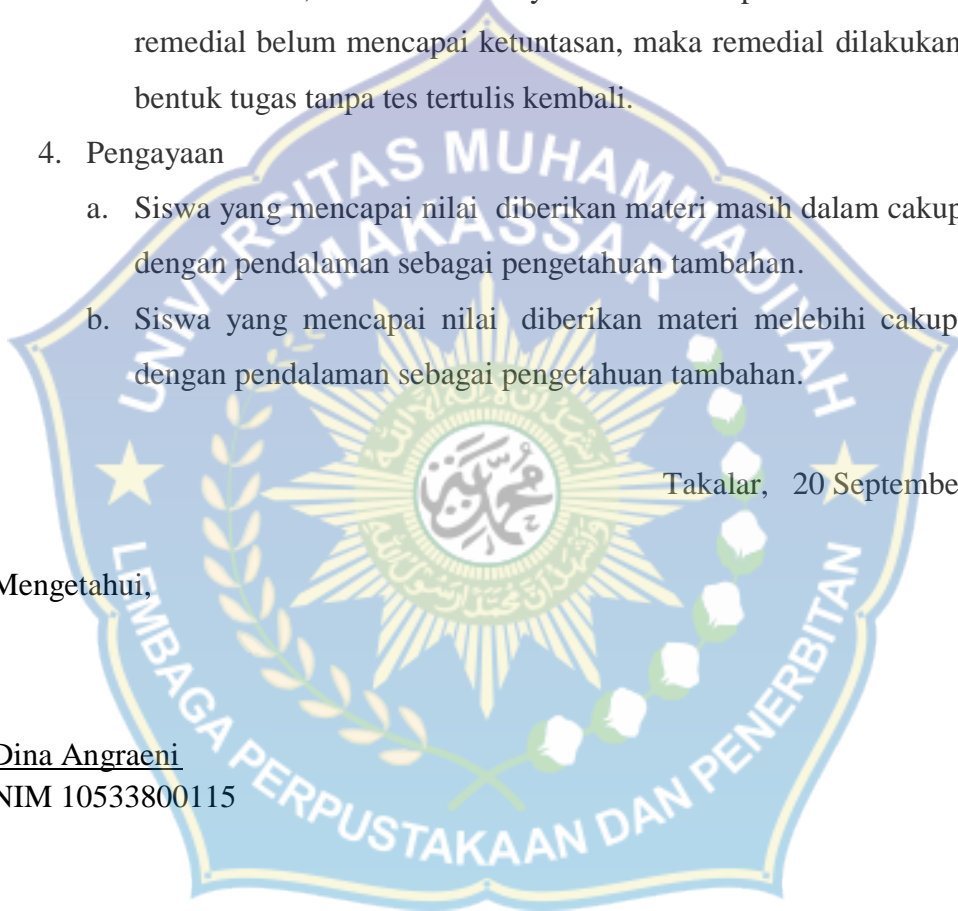 remedial belum mencapai ketuntasan, maka remedial dilakukan
bentuk tugas tanpa tes tertulis kembali.
4. Pengayaan
a. Siswa yang mencapai nilai diberikan materi masih dalam cakup
dengan pendalaman sebagai pengetahuan tambahan.
b. Siswa yang mencapai nilai diberikan materi melebihi cakup
dengan pendalaman sebagai pengetahuan tambahan.
Takalar, 20 Septembe
Mengetahui,
Dina Angraeni
NIM 10533800115
UNIVERSITAS MUHAMMADIYAH
MAKASSAR
LEMBAGA PERPUSTAKAAN DAN PENERBITAN